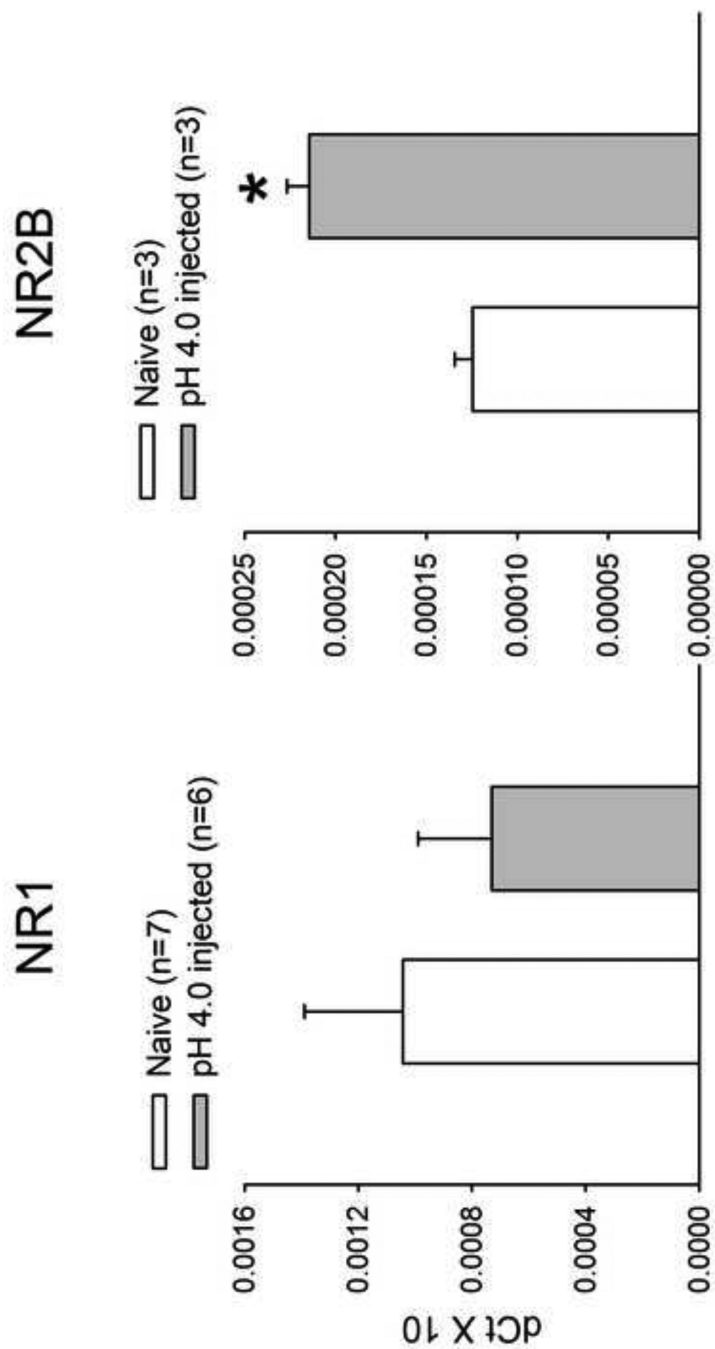 NR1
Naive (n=7)
pH 4.0 injected (n=6)
0.0016
0.0012
0.0008
0.0004
0.0000
dCt X 10
NR2B
Naive (n=3)
pH 4.0 injected (n=3)
*
0.00025
0.00020
0.00015
0.00010
0.00005
0.00000